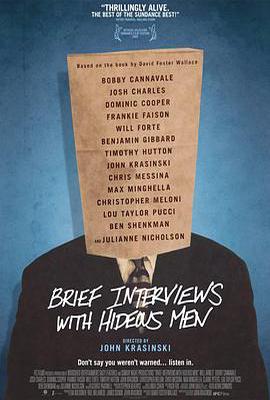 "THRILLINGLY ALIVE.
THE BEST OF THE SUNDANCE BEST!"
Based on the book by David Foster Wallace
BOBBY CANNAVALE
JOSH CHARLES
DOMINIC COOPER
FRANKIE FAISON
WILL FORTE
BENJAMIN GIBBARD
TIMOTHY HUTTON
JOHN KRASINSKI
CHRIS MESSINA
MAX MINGHELLA
CHRISTOPHER MELONI
LOU TAYLOR PUCCI
BEN SHENKMAN
AND JULIANNE NICHOLSON
BRIEF INTERVIEWS
WITH HIDEOUS MEN
DIRECTED BY
JOHN KRASINSKI
Don't say you weren't warned... listen in.